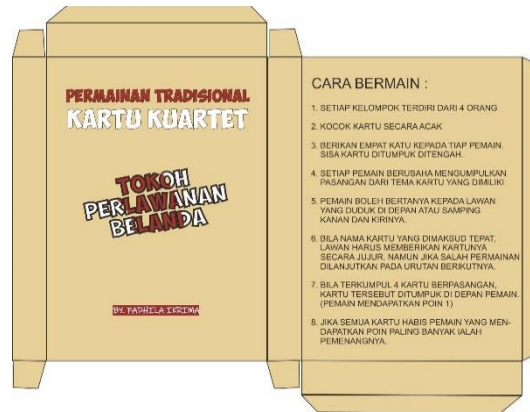 PERMAINAN TRADISIONAL
KARTU KUARTET
TOKOH
PERLAWANAN
BELANDA
BY. FADHILA IKRIMA
CARA BERMAIN :
1. SETIAP KELOMPOK TERDIRI DARI 4 ORANG
2. KOCOK KARTU SECARA ACAK
3. BERIKAN EMPAT KATU KEPADA TIAP PEMAIN.
SISA KARTU DITUMPUK DITENGAH.
4. SETIAP PEMAIN BERUSAHA MENGUMPULKAN
PASANGAN DARI TEMA KARTU YANG DIMILIKI
5. PEMAIN BOLEH BERTANYA KEPADA LAWAN
YANG DUDUK DI DEPAN ATAU SAMPING
KANAN DAN KIRINYA.
6. BILA NAMA KARTU YANG DIMAKSUD TEPAT,
LAWAN HARUS MEMBERIKAN KARTUNYA
SECARA JUJUR. NAMUN JIKA SALAH PERMAINAN
DILANJUTKAN PADA URUTAN BERIKUTNYA.
7. BILA TERKUMPUL 4 KARTU BERPASANGAN,
KARTU TERSEBUT DITUMPUK DI DEPAN PEMAIN.
(PEMAIN MENDAPATKAN POIN 1)
8. JIKA SEMUA KARTU HABIS PEMAIN YANG MEN-
DAPATKAN POIN PALING BANYAK IALAH
PEMENANGNYA.